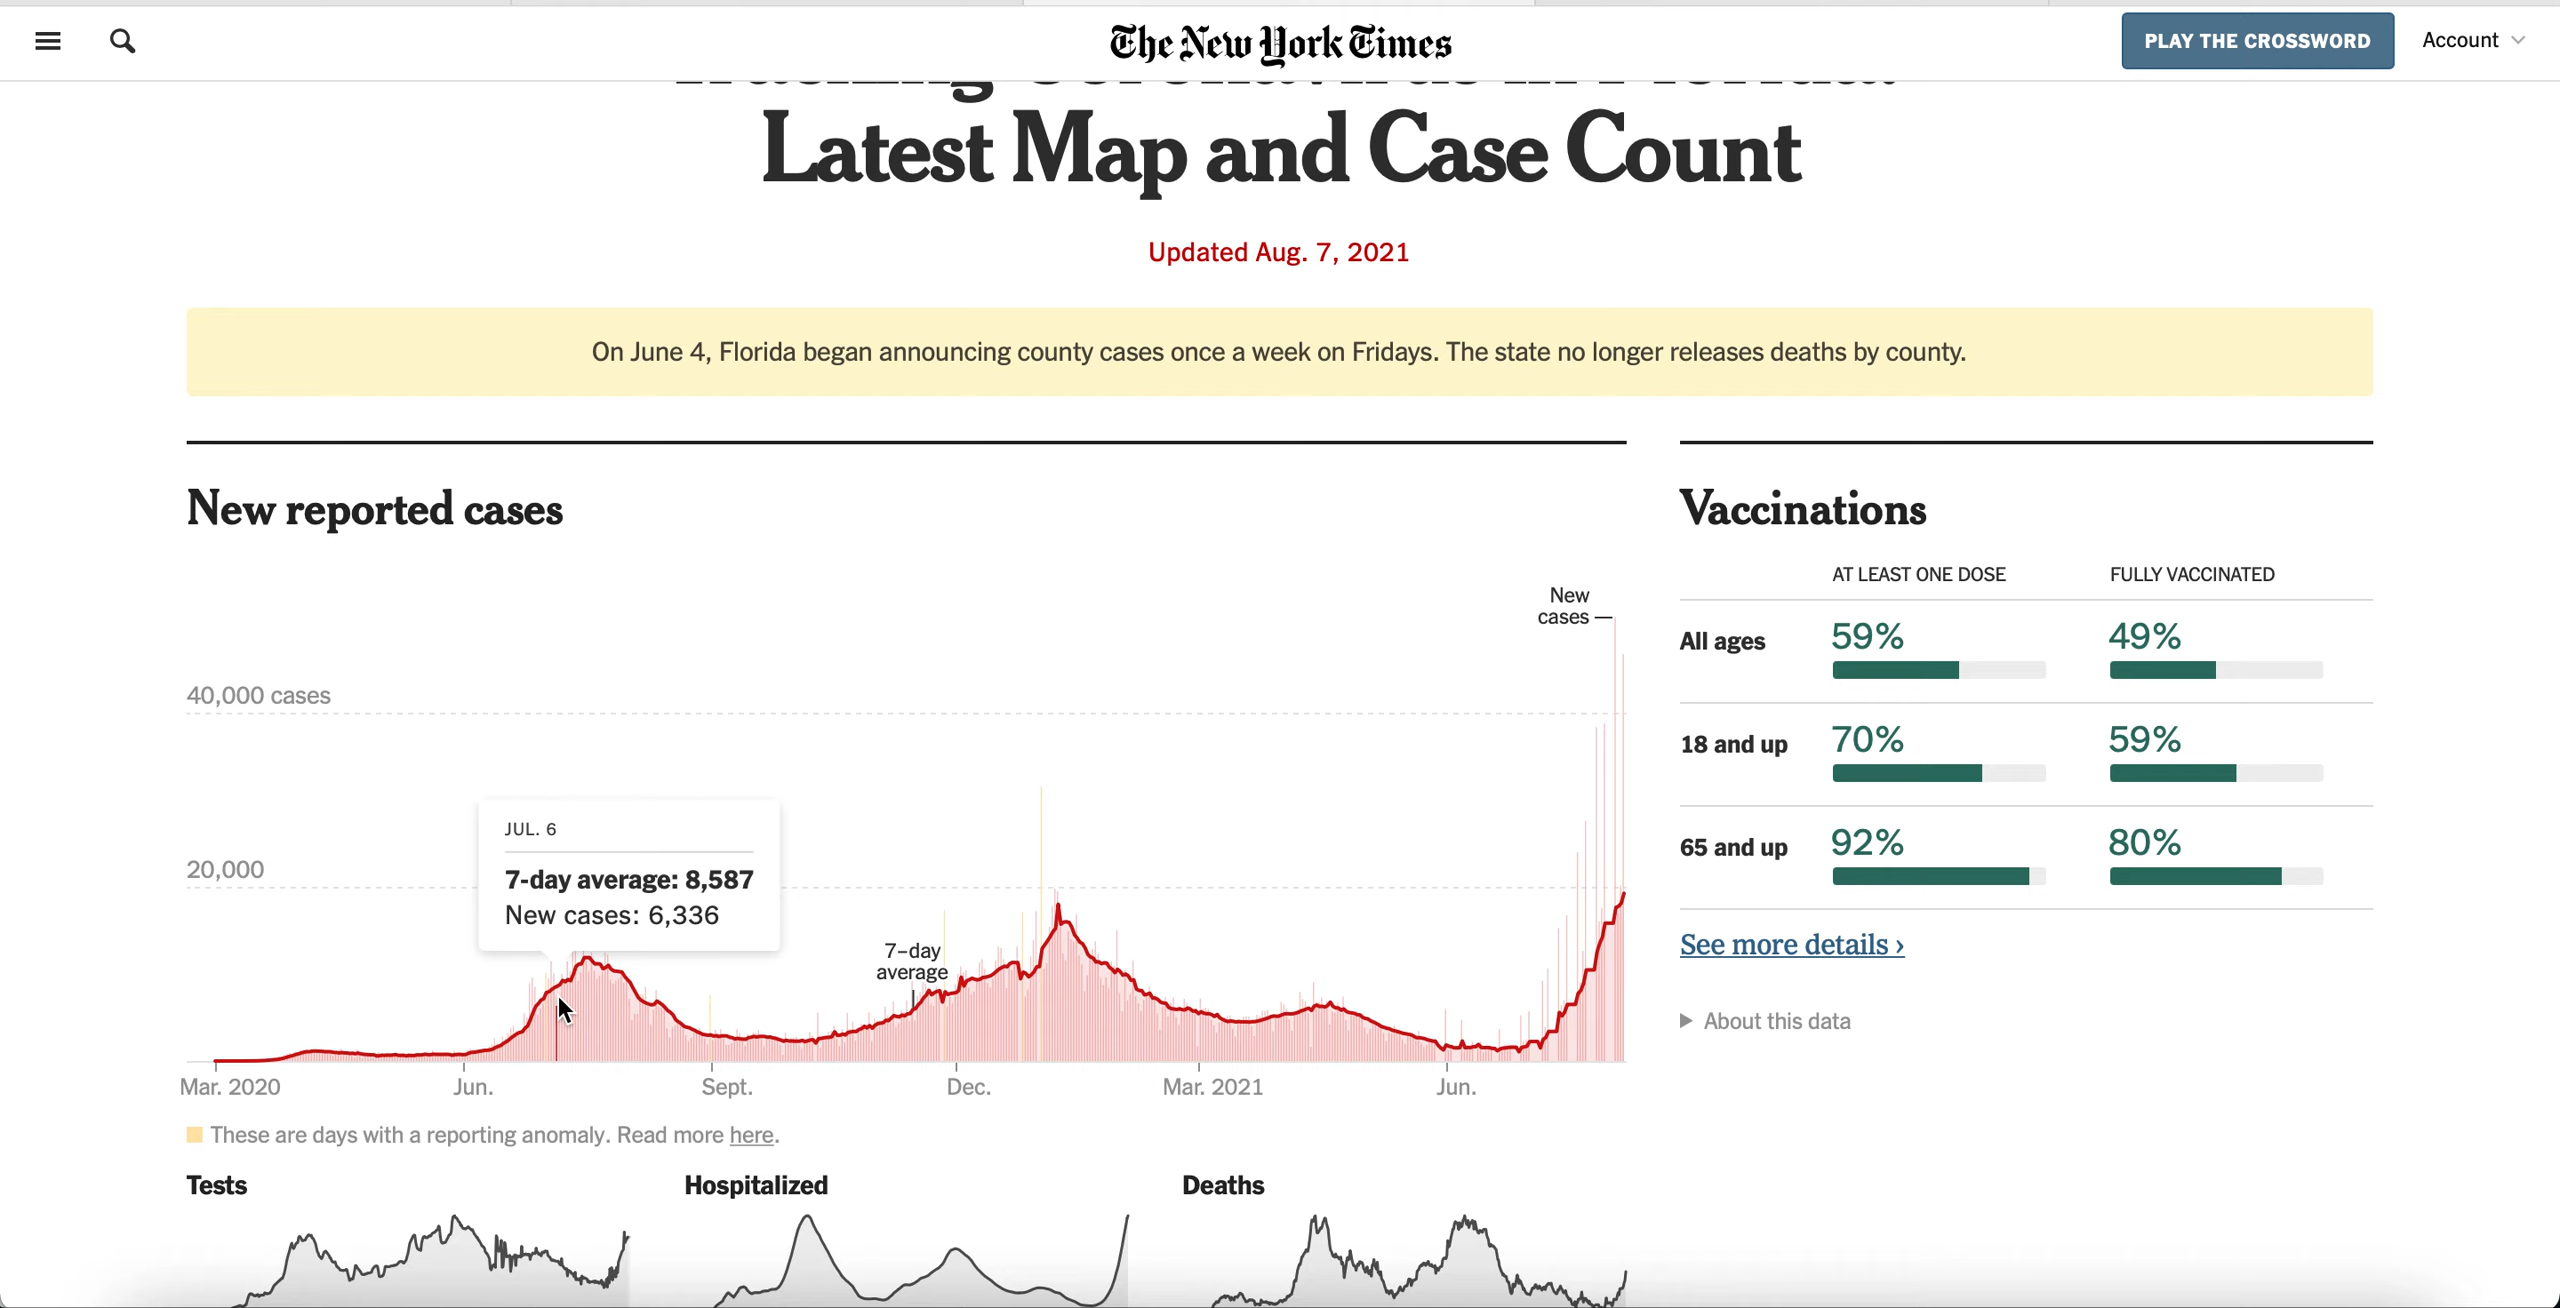 The New York Times
PLAY THE CROSSWORD
Account
Latest Map and Case Count
Updated Aug. 7, 2021
On June 4, Florida began announcing county cases once a week on Fridays. The state no longer releases deaths by county.
New reported cases
New
cases
40,000 cases
20,000
JUL. 6
7-day average: 8,587
New cases: 6,336
7-day
average
Mar. 2020
Jun.
Sept.
Dec.
Mar. 2021
Jun.
These are days with a reporting anomaly. Read more here.
Tests
Hospitalized
Deaths
Vaccinations
AT LEAST ONE DOSE
FULLY VACCINATED
All ages
59%
49%
18 and up
70%
59%
65 and up
92%
80%
See more details ›
About this data